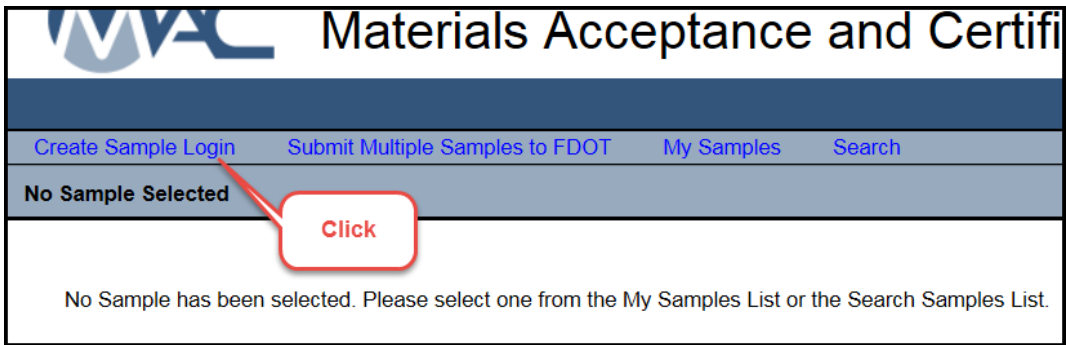 MAC Materials Acceptance and Certifi
Create Sample Login Submit Multiple Samples to FDOT My Samples Search
No Sample Selected
Click
No Sample has been selected. Please select one from the My Samples List or the Search Samples List.